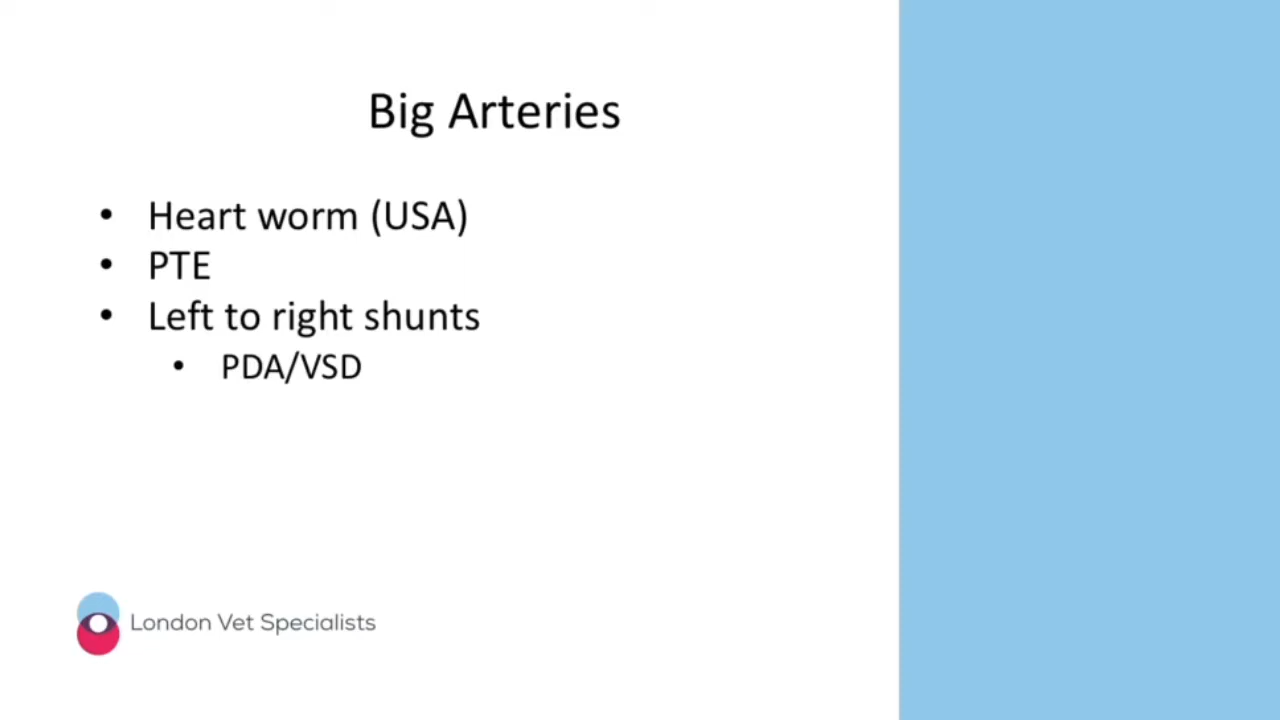 Big Arteries
• Heart worm (USA)
• PTE
• Left to right shunts
• PDA/VSD
London Vet Specialists